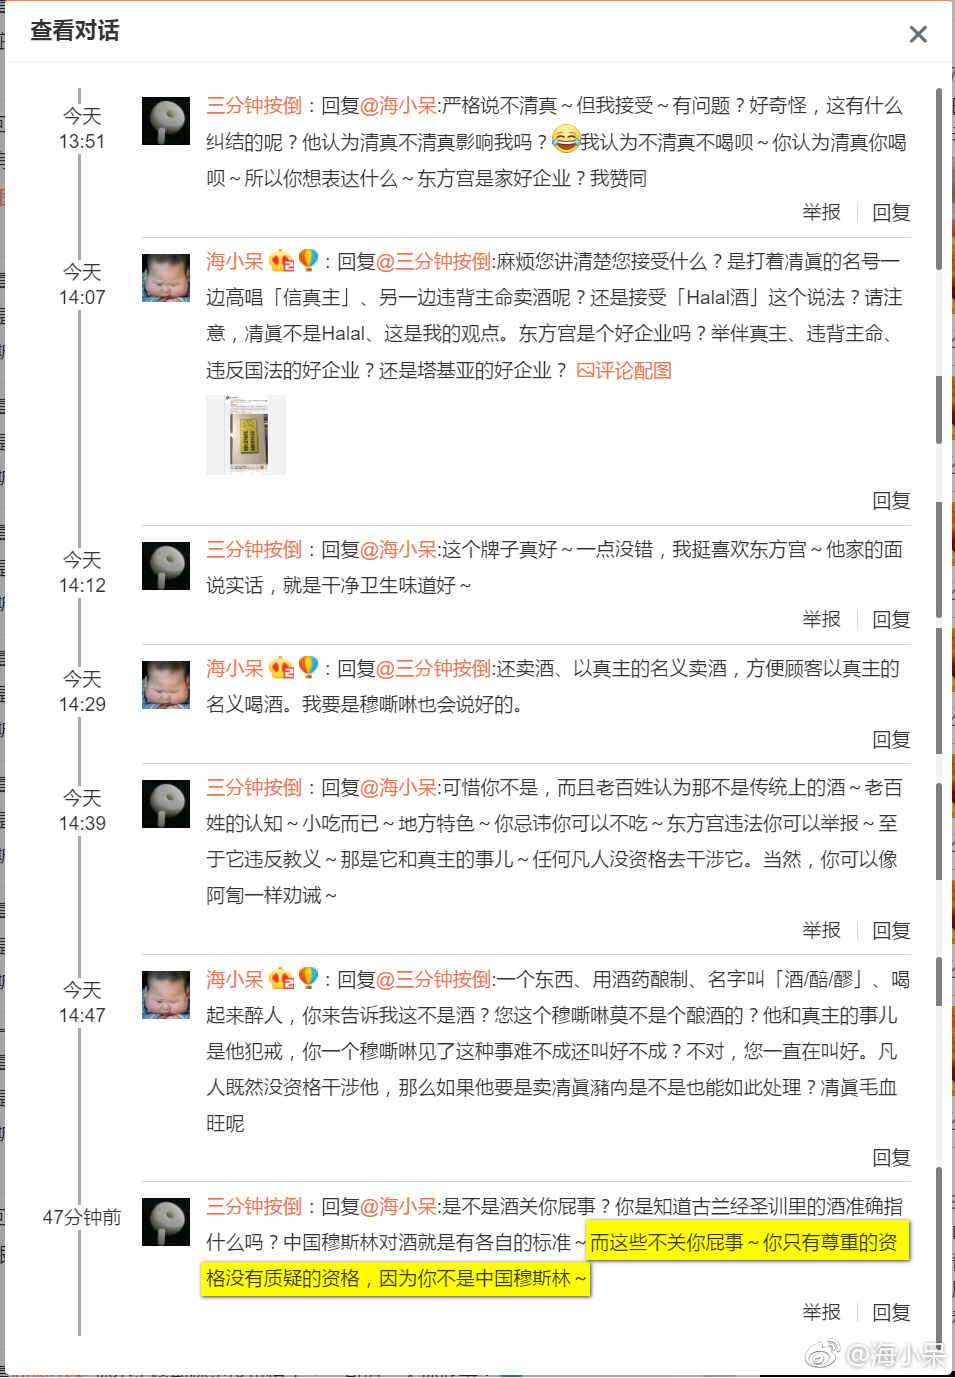 查看对话
今天
13:51
三分钟按倒：回复@海小呆:严格说不清真～但我接受～有问题？好奇怪，这有什么
纠结的呢？他认为清真不清真影响我吗？😂我认为不清真不喝呗～你认为清真你喝
呗～所以你想表达什么～东方宫是家好企业？我赞同
举报 回复
今天
14:07
海小呆：回复@三分钟按倒:麻烦您讲清楚您接受什么？是打着凊眞的名号一
边高唱「信真主」、另一边违背主命卖酒呢？还是接受「Halal酒」这个说法？请注
意，凊眞不是Halal、这是我的观点。东方宫是个好企业吗？举伴真主、违背主命、
违反国法的好企业？还是塔基亚的好企业？ 评论配图
回复
今天
14:12
三分钟按倒：回复@海小呆:这个牌子真好～一点没错，我挺喜欢东方宫～他家的面
说实话，就是干净卫生味道好～
举报 回复
今天
14:29
海小呆：回复@三分钟按倒:还卖酒、以真主的名义卖酒，方便顾客以真主的
名义喝酒。我要是穆嘶啉也会说好的。
回复
今天
14:39
三分钟按倒：回复@海小呆:可惜你不是，而且老百姓认为那不是传统上的酒～老百
姓的认知～小吃而已～地方特色～你忌讳你可以不吃～东方宫违法你可以举报～至
于它违反教义～那是它和真主的事儿～任何凡人没资格去干涉它。当然，你可以像
阿訇一样劝诫～
举报 回复
今天
14:47
海小呆：回复@三分钟按倒:一个东西、用酒药酿制、名字叫「酒/醅/醪」、喝
起来醉人，你来告诉我这不是酒？您这个穆嘶啉莫不是个酿酒的？他和真主的事儿
是他犯戒，你一个穆嘶啉见了这种事难不成还叫好不成？不对，您一直在叫好。凡
人既然没资格干涉他，那么如果他要是卖凊眞潴禸是不是也能如此处理？凊眞毛血
旺呢
回复
47分钟前
三分钟按倒：回复@海小呆:是不是酒关你屁事？你是知道古兰经圣训里的酒准确指
什么吗？中国穆斯林对酒就是有各自的标准～而这些不关你屁事～你只有尊重的资
格没有质疑的资格，因为你不是中国穆斯林～
举报 回复
@海小呆